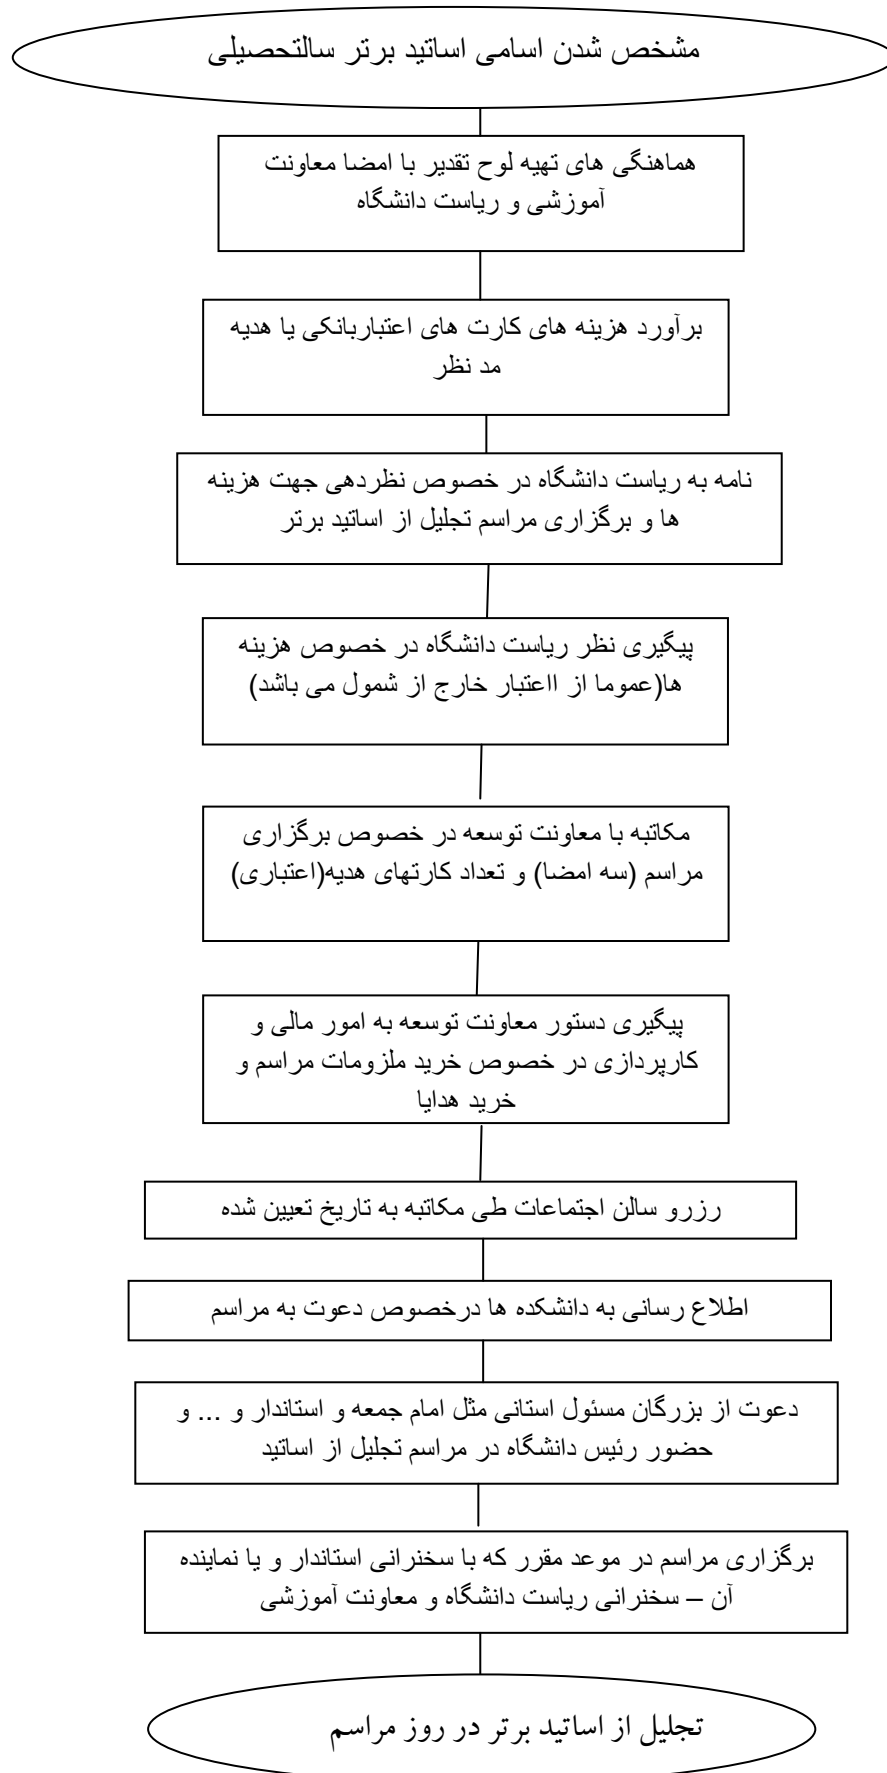 مشخص شدن اسامی اساتید برتر سالتحصیلی
هماهنگی های تهیه لوح تقدیر با امضا معاونت
آموزشی و ریاست دانشگاه
برآورد هزینه های کارت های اعتباربانکی یا هدیه
مد نظر
نامه به ریاست دانشگاه در خصوص نظردهی جهت هزینه
ها و برگزاری مراسم تجلیل از اساتید برتر
پیگیری نظر ریاست دانشگاه در خصوص هزینه
ها(عموما از ااعتبار خارج از شمول می باشد)
مکاتبه با معاونت توسعه در خصوص برگزاری
مراسم (سه امضا) و تعداد کارتهای هدیه(اعتباری)
پیگیری دستور معاونت توسعه به امور مالی و
کارپردازی در خصوص خرید ملزومات مراسم و
خرید هدایا
رزرو سالن اجتماعات طی مکاتبه به تاریخ تعیین شده
اطلاع رسانی به دانشکده ها درخصوص دعوت به مراسم
دعوت از بزرگان مسئول استانی مثل امام جمعه و استاندار و ... و
حضور رئیس دانشگاه در مراسم تجلیل از اساتید
برگزاری مراسم در موعد مقرر که با سخنرانی استاندار و یا نماینده
آن – سخنرانی ریاست دانشگاه و معاونت آموزشی
تجلیل از اساتید برتر در روز مراسم